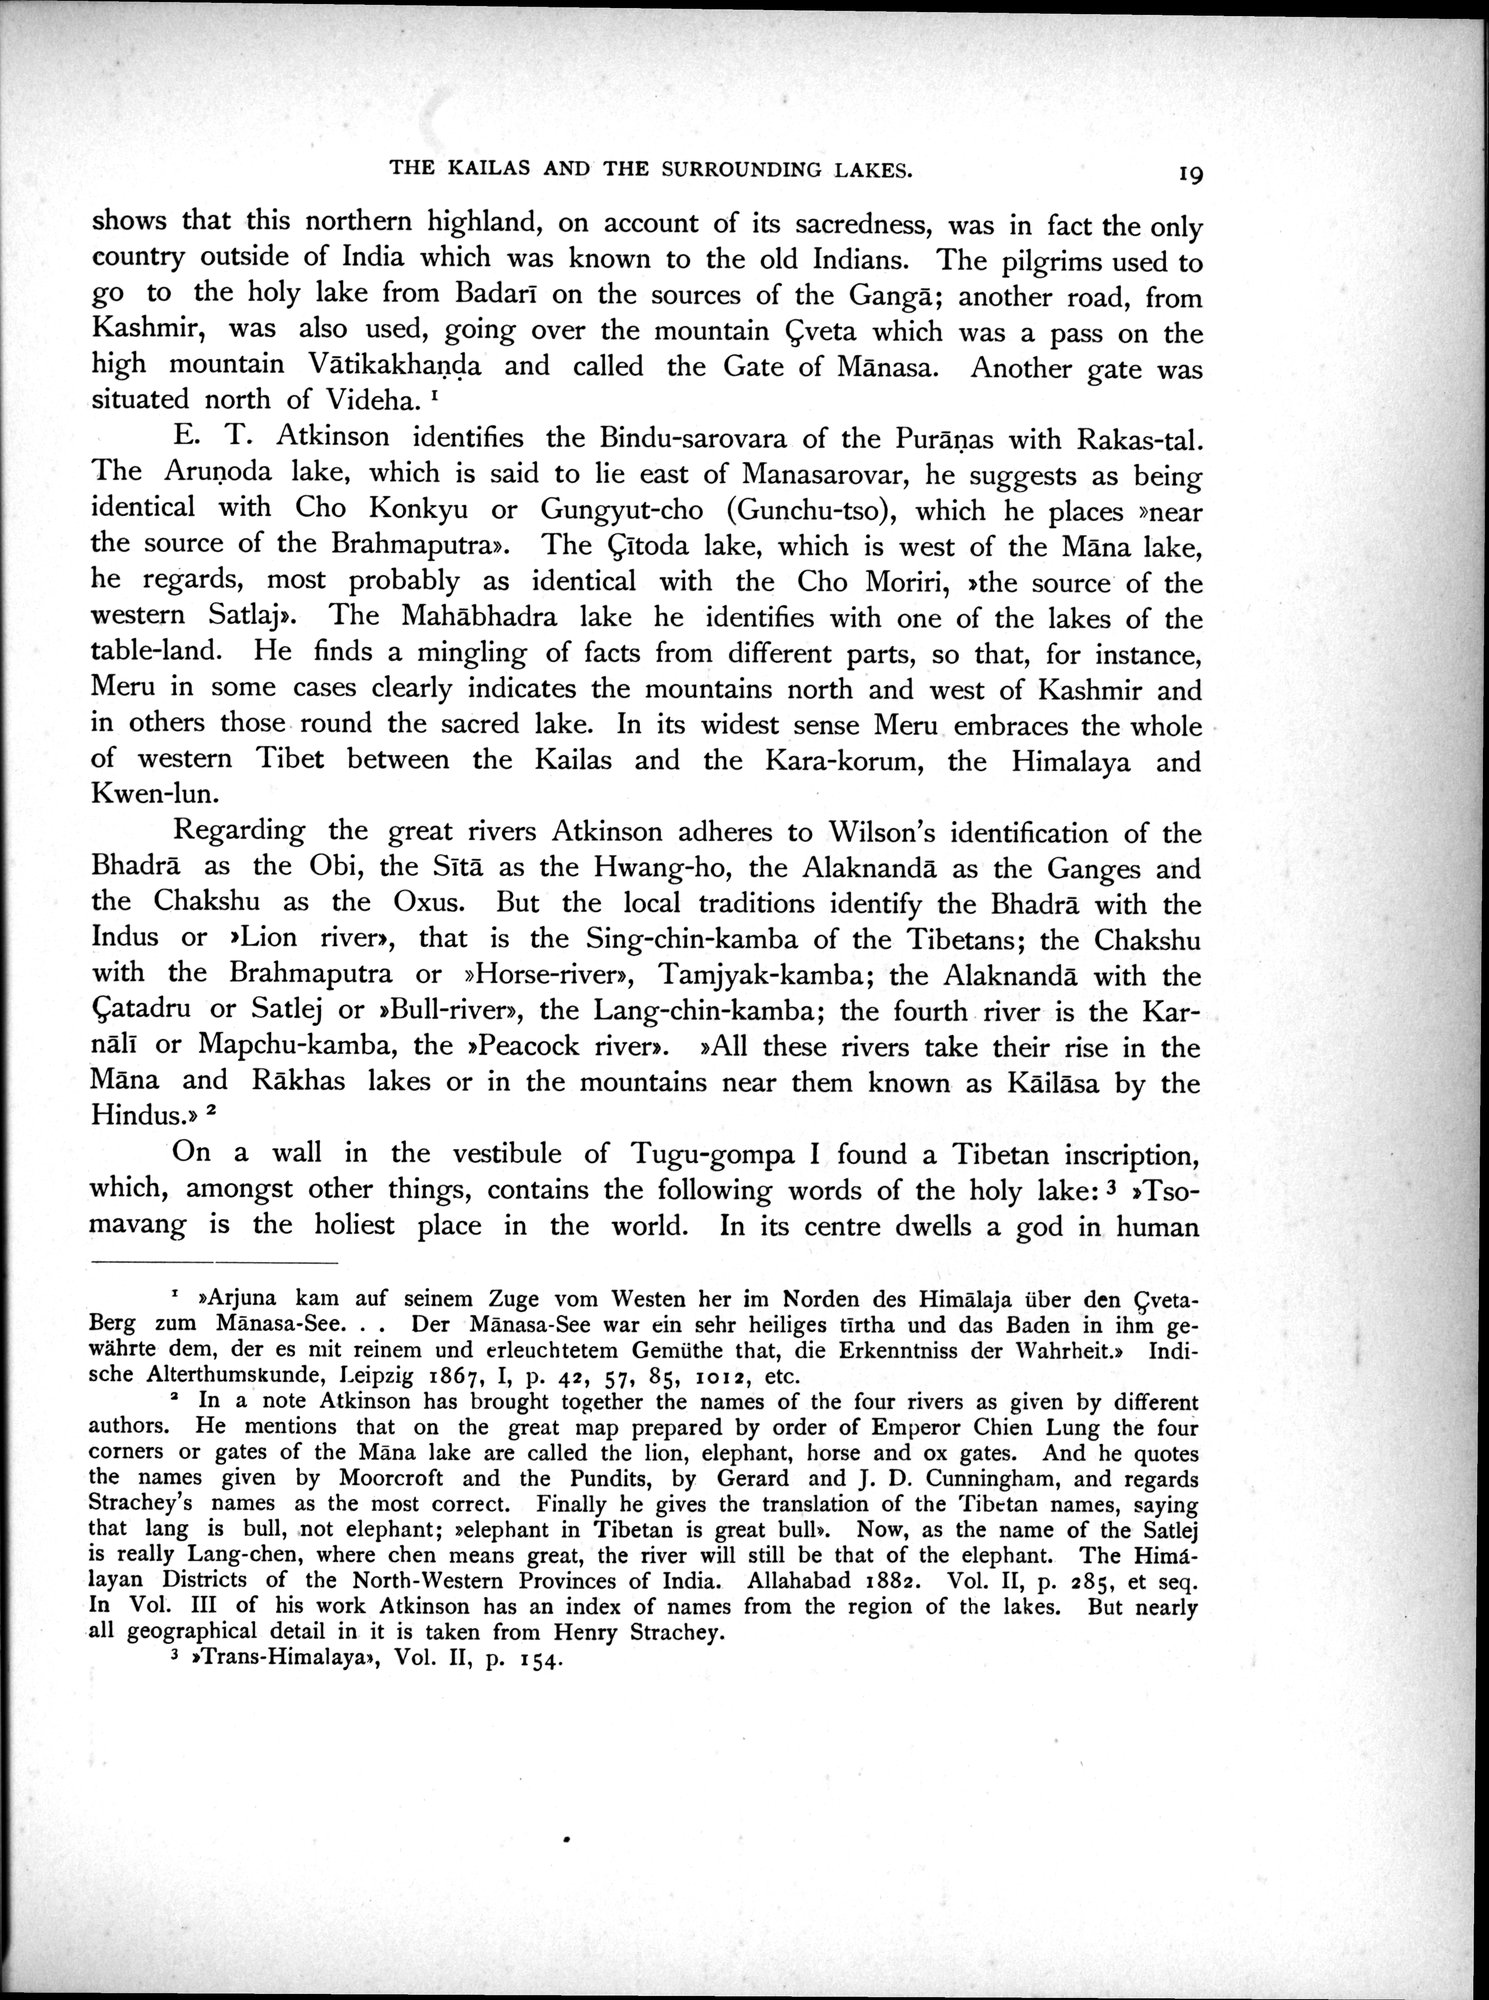 THE KAILAS AND THE SURROUNDING LAKES. 19
shows that this northern highland, on account of its sacredness, was in fact the only
country outside of India which was known to the old Indians. The pilgrims used to
go to the holy lake from Badarī on the sources of the Gangā; another road, from
Kashmir, was also used, going over the mountain Çveta which was a pass on the
high mountain Vātikakhaṇḍa and called the Gate of Mānasa. Another gate was
situated north of Videha. ¹
E. T. Atkinson identifies the Bindu-sarovara of the Purāṇas with Rakas-tal.
The Aruṇoda lake, which is said to lie east of Manasarovar, he suggests as being
identical with Cho Konkyu or Gungyut-cho (Gunchu-tso), which he places »near
the source of the Brahmaputra». The Çītoda lake, which is west of the Māna lake,
he regards, most probably as identical with the Cho Moriri, »the source of the
western Satlaj». The Mahābhadra lake he identifies with one of the lakes of the
table-land. He finds a mingling of facts from different parts, so that, for instance,
Meru in some cases clearly indicates the mountains north and west of Kashmir and
in others those round the sacred lake. In its widest sense Meru embraces the whole
of western Tibet between the Kailas and the Kara-korum, the Himalaya and
Kwen-lun.
Regarding the great rivers Atkinson adheres to Wilson's identification of the
Bhadrā as the Obi, the Sītā as the Hwang-ho, the Alaknandā as the Ganges and
the Chakshu as the Oxus. But the local traditions identify the Bhadrā with the
Indus or »Lion river», that is the Sing-chin-kamba of the Tibetans; the Chakshu
with the Brahmaputra or »Horse-river», Tamjyak-kamba; the Alaknandā with the
Çatadru or Satlej or »Bull-river», the Lang-chin-kamba; the fourth river is the Kar-
nālī or Mapchu-kamba, the »Peacock river». »All these rivers take their rise in the
Māna and Rākhas lakes or in the mountains near them known as Kāilāsa by the
Hindus.» ²
On a wall in the vestibule of Tugu-gompa I found a Tibetan inscription,
which, amongst other things, contains the following words of the holy lake: ³ »Tso-
mavang is the holiest place in the world. In its centre dwells a god in human
¹ »Arjuna kam auf seinem Zuge vom Westen her im Norden des Himālaja über den Çveta-
Berg zum Mānasa-See. . . Der Mānasa-See war ein sehr heiliges tīrtha und das Baden in ihm ge-
währte dem, der es mit reinem und erleuchtetem Gemüthe that, die Erkenntniss der Wahrheit.» Indi-
sche Alterthumskunde, Leipzig 1867, I, p. 42, 57, 85, 1012, etc.
² In a note Atkinson has brought together the names of the four rivers as given by different
authors. He mentions that on the great map prepared by order of Emperor Chien Lung the four
corners or gates of the Māna lake are called the lion, elephant, horse and ox gates. And he quotes
the names given by Moorcroft and the Pundits, by Gerard and J. D. Cunningham, and regards
Strachey's names as the most correct. Finally he gives the translation of the Tibetan names, saying
that lang is bull, not elephant; »elephant in Tibetan is great bull». Now, as the name of the Satlej
is really Lang-chen, where chen means great, the river will still be that of the elephant. The Himá-
layan Districts of the North-Western Provinces of India. Allahabad 1882. Vol. II, p. 285, et seq.
In Vol. III of his work Atkinson has an index of names from the region of the lakes. But nearly
all geographical detail in it is taken from Henry Strachey.
³ »Trans-Himalaya», Vol. II, p. 154.